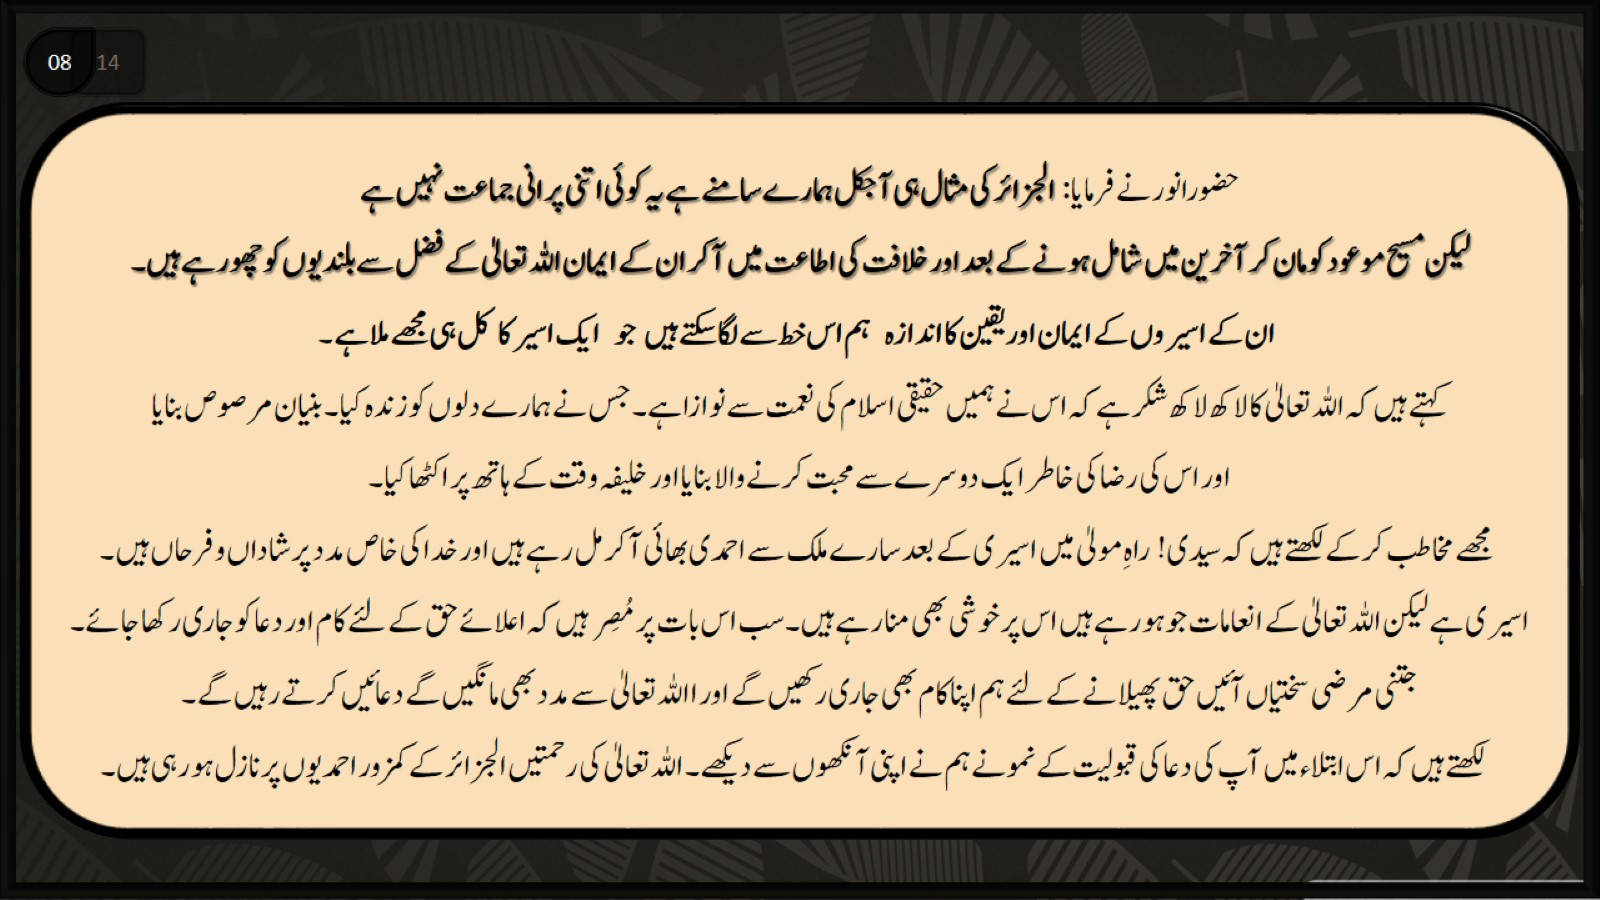 08 14
حضورانور نے فرمایا: الجزائر کی مثال ہی آجکل ہمارے سامنے ہے یہ کوئی اتنی پرانی جماعت نہیں ہے
لیکن مسیح موعود کو مان کر آخرین میں شامل ہونے کے بعد اور خلافت کی اطاعت میں آکر ان کے ایمان اللہ تعالیٰ کے فضل سے بلندیوں کو چھو رہے ہیں۔
ان کے اسیروں کے ایمان اور یقین کا اندازہ ہم اس خط سے لگا سکتے ہیں جو ایک اسیر کا کل ہی مجھے ملا ہے۔
کہتے ہیں کہ اللہ تعالیٰ کا لاکھ لاکھ شکر ہے کہ اس نے ہمیں حقیقی اسلام کی نعمت سے نوازا ہے۔ جس نے ہمارے دلوں کو زندہ کیا۔ بنیان مرصوص بنایا
اور اس کی رضا کی خاطر ایک دوسرے سے محبت کرنے والا بنایا اور خلیفہ وقت کے ہاتھ پر اکٹھا کیا۔
مجھے مخاطب کر کے لکھتے ہیں کہ سیدی! راہِ مولیٰ میں اسیری کے بعد سارے ملک سے احمدی بھائی آ کر مل رہے ہیں اور خدا کی خاص مدد پر شاداں و فرحاں ہیں۔
اسیری ہے لیکن اللہ تعالیٰ کے انعامات جو ہو رہے ہیں اس پر خوشی بھی منا رہے ہیں۔ سب اس بات پر مُصِر ہیں کہ اعلائے حق کے لئے کام اور دعا کو جاری رکھا جائے۔
جتنی مرضی سختیاں آئیں حق پھیلانے کے لئے ہم اپنا کام بھی جاری رکھیں گے اور االلہ تعالیٰ سے مدد بھی مانگیں گے دعائیں کرتے رہیں گے۔
لکھتے ہیں کہ اس ابتلاء میں آپ کی دعا کی قبولیت کے نمونے ہم نے اپنی آنکھوں سے دیکھے۔ اللہ تعالیٰ کی رحمتیں الجزائر کے کمزور احمدیوں پر نازل ہو رہی ہیں۔